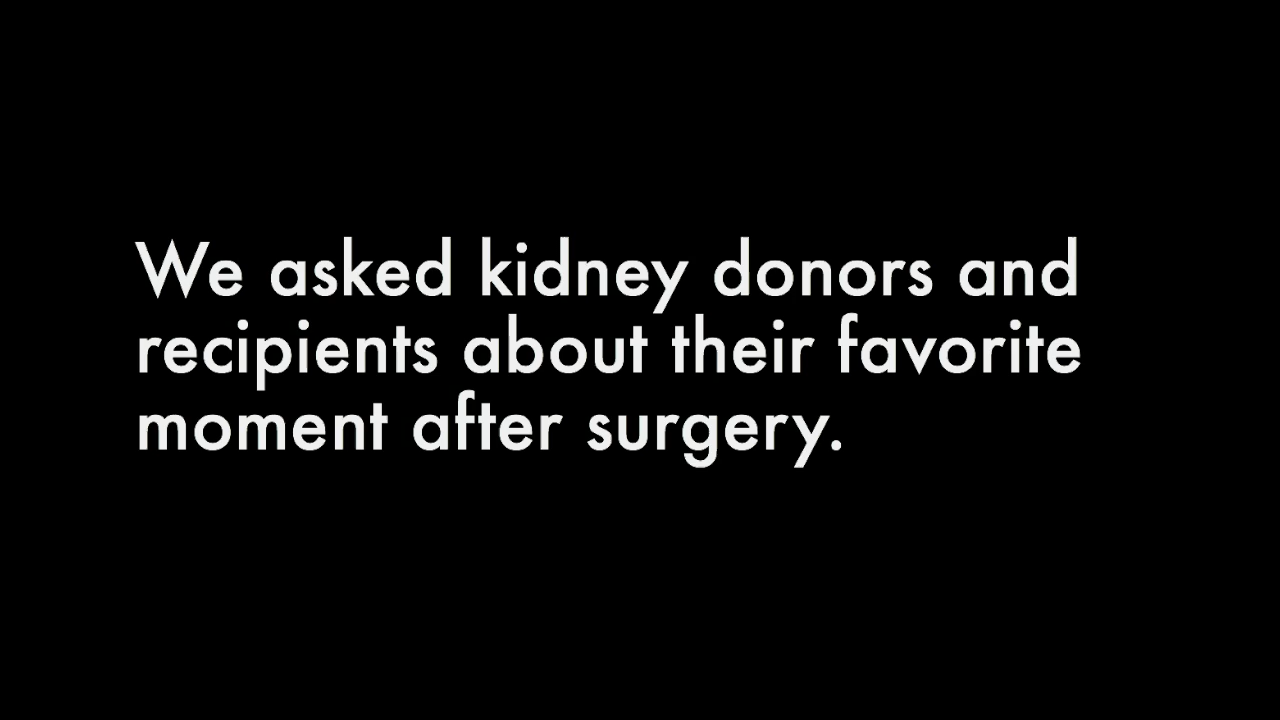 We asked kidney donors and
recipients about their favorite
moment after surgery.